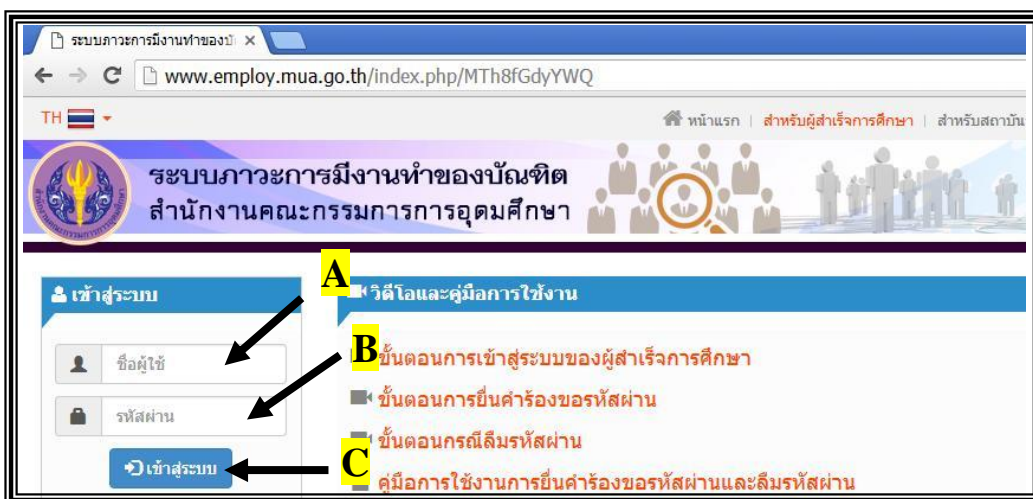 ระบบภาวะการมีงานทำของบั ×
www.employ.mua.go.th/index.php/MTh8fGdyYWQ
TH
หน้าแรก | สำหรับผู้สำเร็จการศึกษา | สำหรับสถาบัน
ระบบภาวะการมีงานทำของบัณฑิต
สำนักงานคณะกรรมการการอุดมศึกษา
A
เข้าสู่ระบบ
วิดีโอและคู่มือการใช้งาน
ชื่อผู้ใช้
B
ขั้นตอนการเข้าสู่ระบบของผู้สำเร็จการศึกษา
ขั้นตอนการยื่นคำร้องขอรหัสผ่าน
รหัสผ่าน
ขั้นตอนกรณีลืมรหัสผ่าน
เข้าสู่ระบบ
C
คู่มือการใช้งานการยื่นคำร้องขอรหัสผ่านและลืมรหัสผ่าน